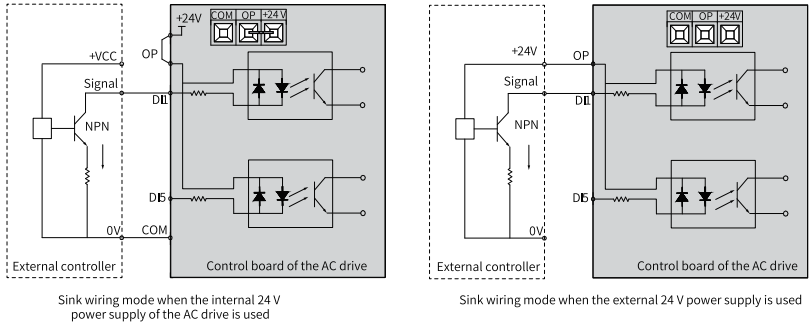 +24V
COM OP +24 V
OP
+VCC
Signal
DI1
NPN
DI5
0V
COM
External controller
Control board of the AC drive
Sink wiring mode when the internal 24 V
power supply of the AC drive is used
COM OP +24V
+24V
OP
Signal
DI1
NPN
DI5
0V
External controller
Control board of the AC drive
Sink wiring mode when the external 24 V power supply is used